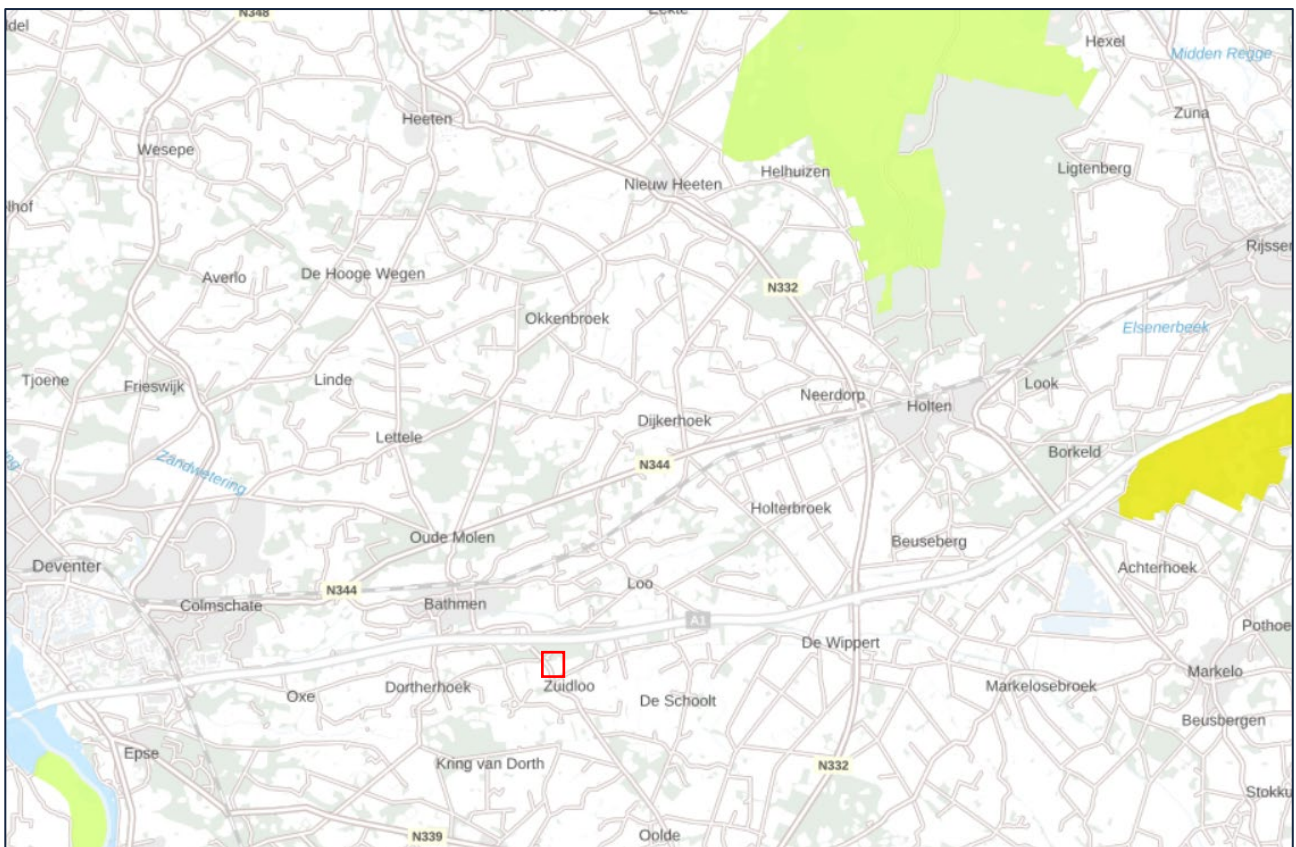 N348
Hexel
Midden Regge
Zuna
Heeten
Wesepe
Ligtenberg
Helhuizen
Nieuw Heeten
Averlo
De Hooge Wegen
N332
Okkenbroek
Elsenerbeek
Tjoene
Frieswijk
Linde
Look
Neerdorp
Holten
Dijkerhoek
Lettele
Borkeld
N344
Zandwetering
Holterbroek
Oude Molen
Beuseberg
Deventer
Achterhoek
Loo
N344
Colmschate
Bathmen
A1
De Wippert
Markelo
Zuidloo
Dortherhoek
Markelosebroek
Oxe
De Schoolt
Beusbergen
Epse
Kring van Dorth
N332
N339
Oolde